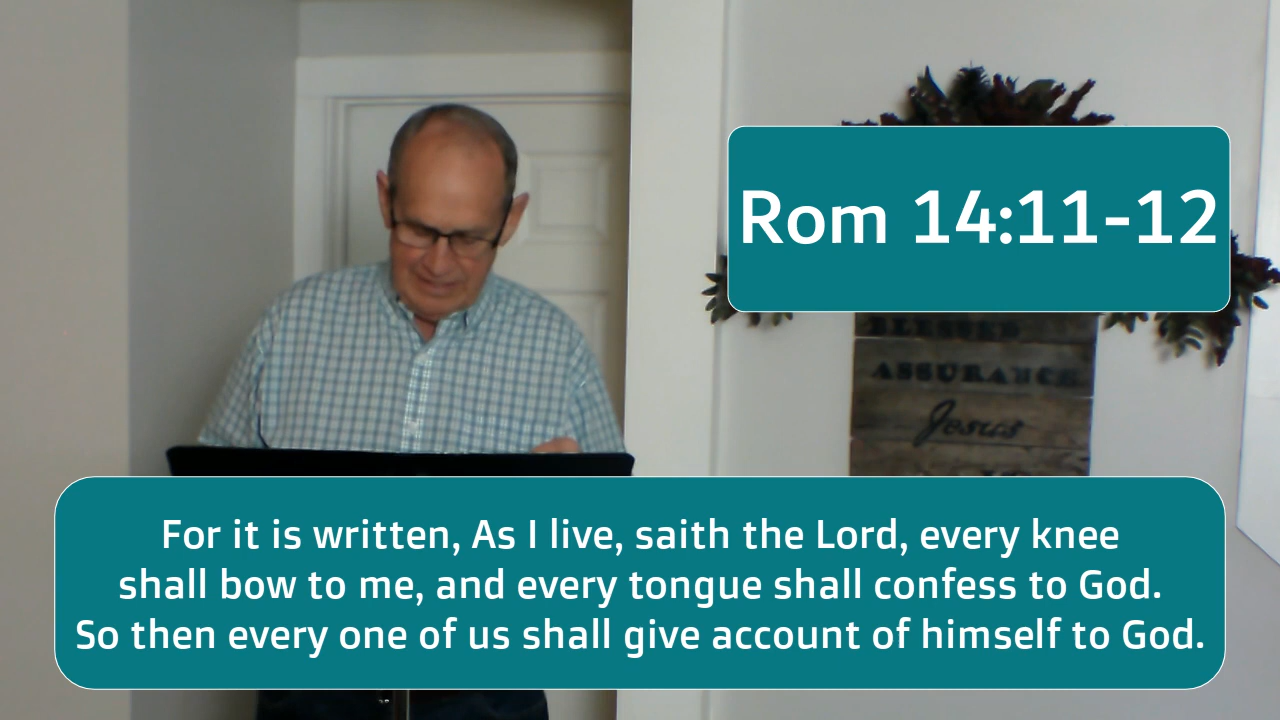 Rom 14:11-12
BLESSED
ASSURANCE
Jesus
For it is written, As I live, saith the Lord, every knee
shall bow to me, and every tongue shall confess to God.
So then every one of us shall give account of himself to God.